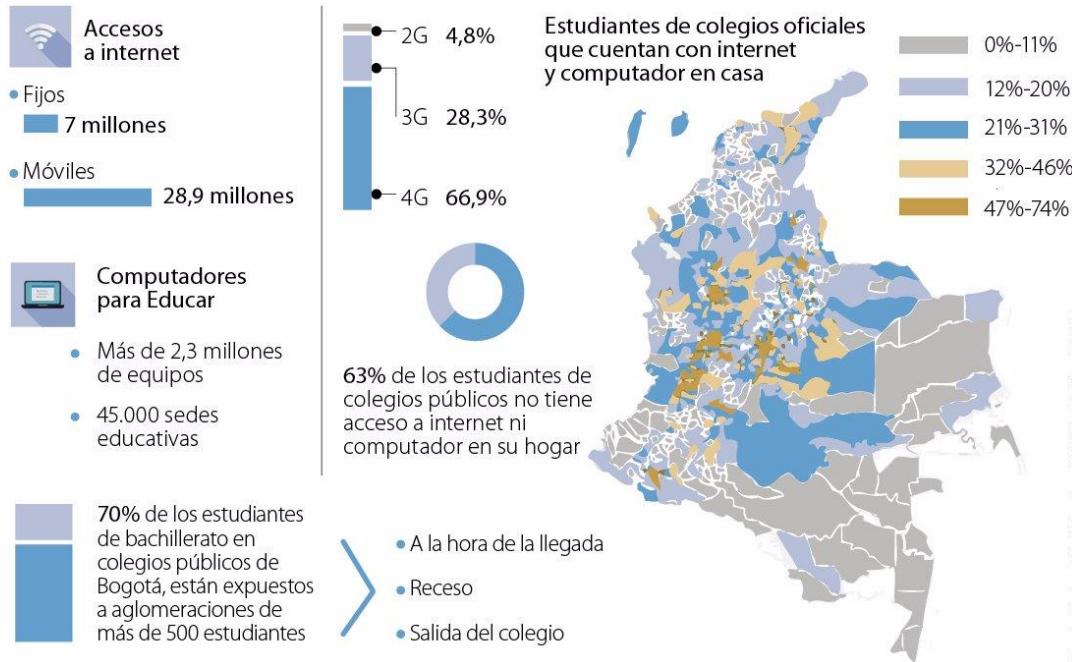 Accesos
a internet
• Fijos
7 millones
• Móviles
28,9 millones
2G 4,8%
3G 28,3%
4G 66,9%
Computadores
para Educar
• Más de 2,3 millones
de equipos
• 45.000 sedes
educativas
63% de los estudiantes de
colegios públicos no tiene
acceso a internet ni
computador en su hogar
Estudiantes de colegios oficiales
que cuentan con internet
y computador en casa
0%-11%
12%-20%
21%-31%
32%-46%
47%-74%
70% de los estudiantes
de bachillerato en
colegios públicos de
Bogotá, están expuestos
a aglomeraciones de
más de 500 estudiantes
• A la hora de la llegada
• Receso
• Salida del colegio